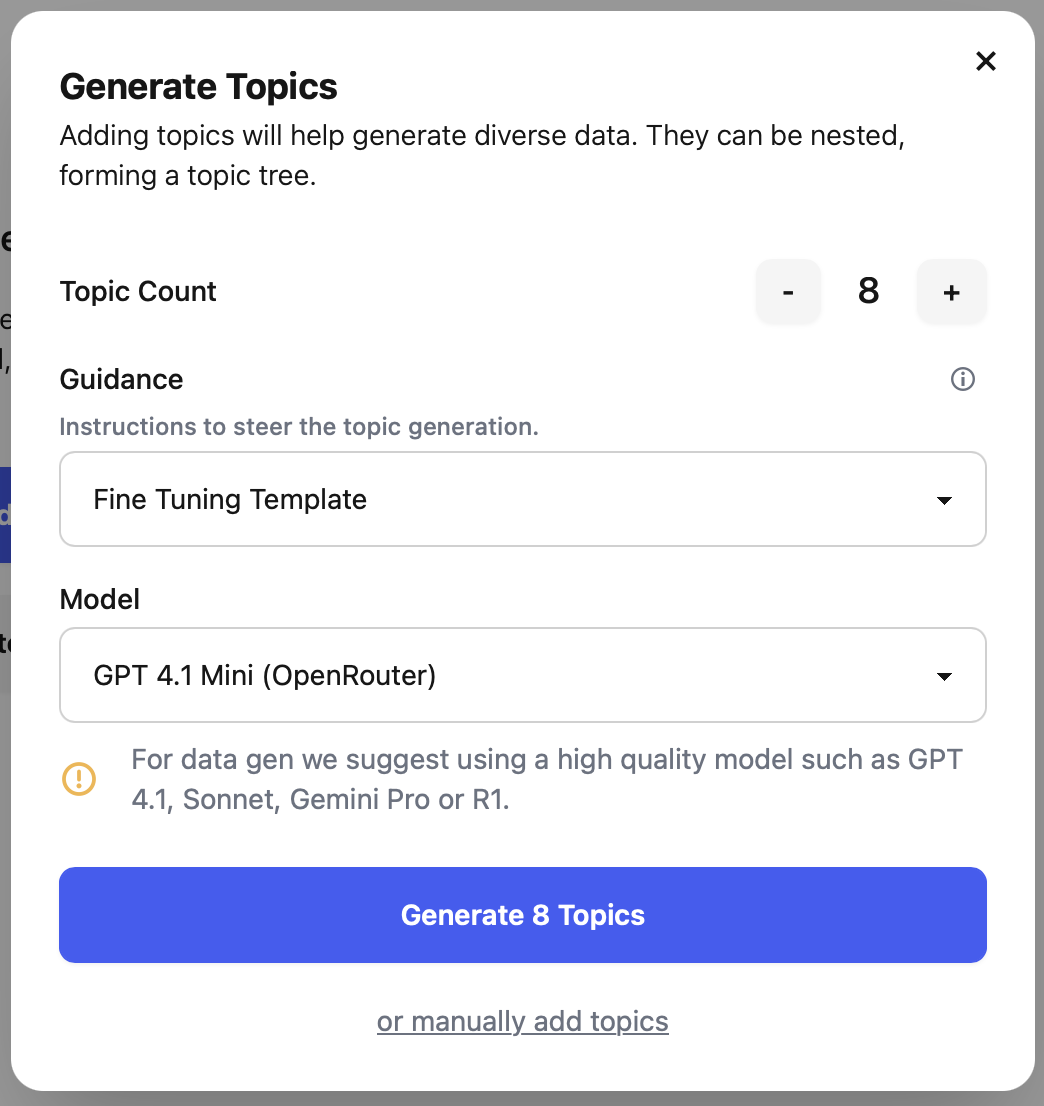 Generate Topics
Adding topics will help generate diverse data. They can be nested,
forming a topic tree.
Topic Count
- 8 +
Guidance
Instructions to steer the topic generation.
Fine Tuning Template
Model
GPT 4.1 Mini (OpenRouter)
For data gen we suggest using a high quality model such as GPT
4.1, Sonnet, Gemini Pro or R1.
Generate 8 Topics
or manually add topics